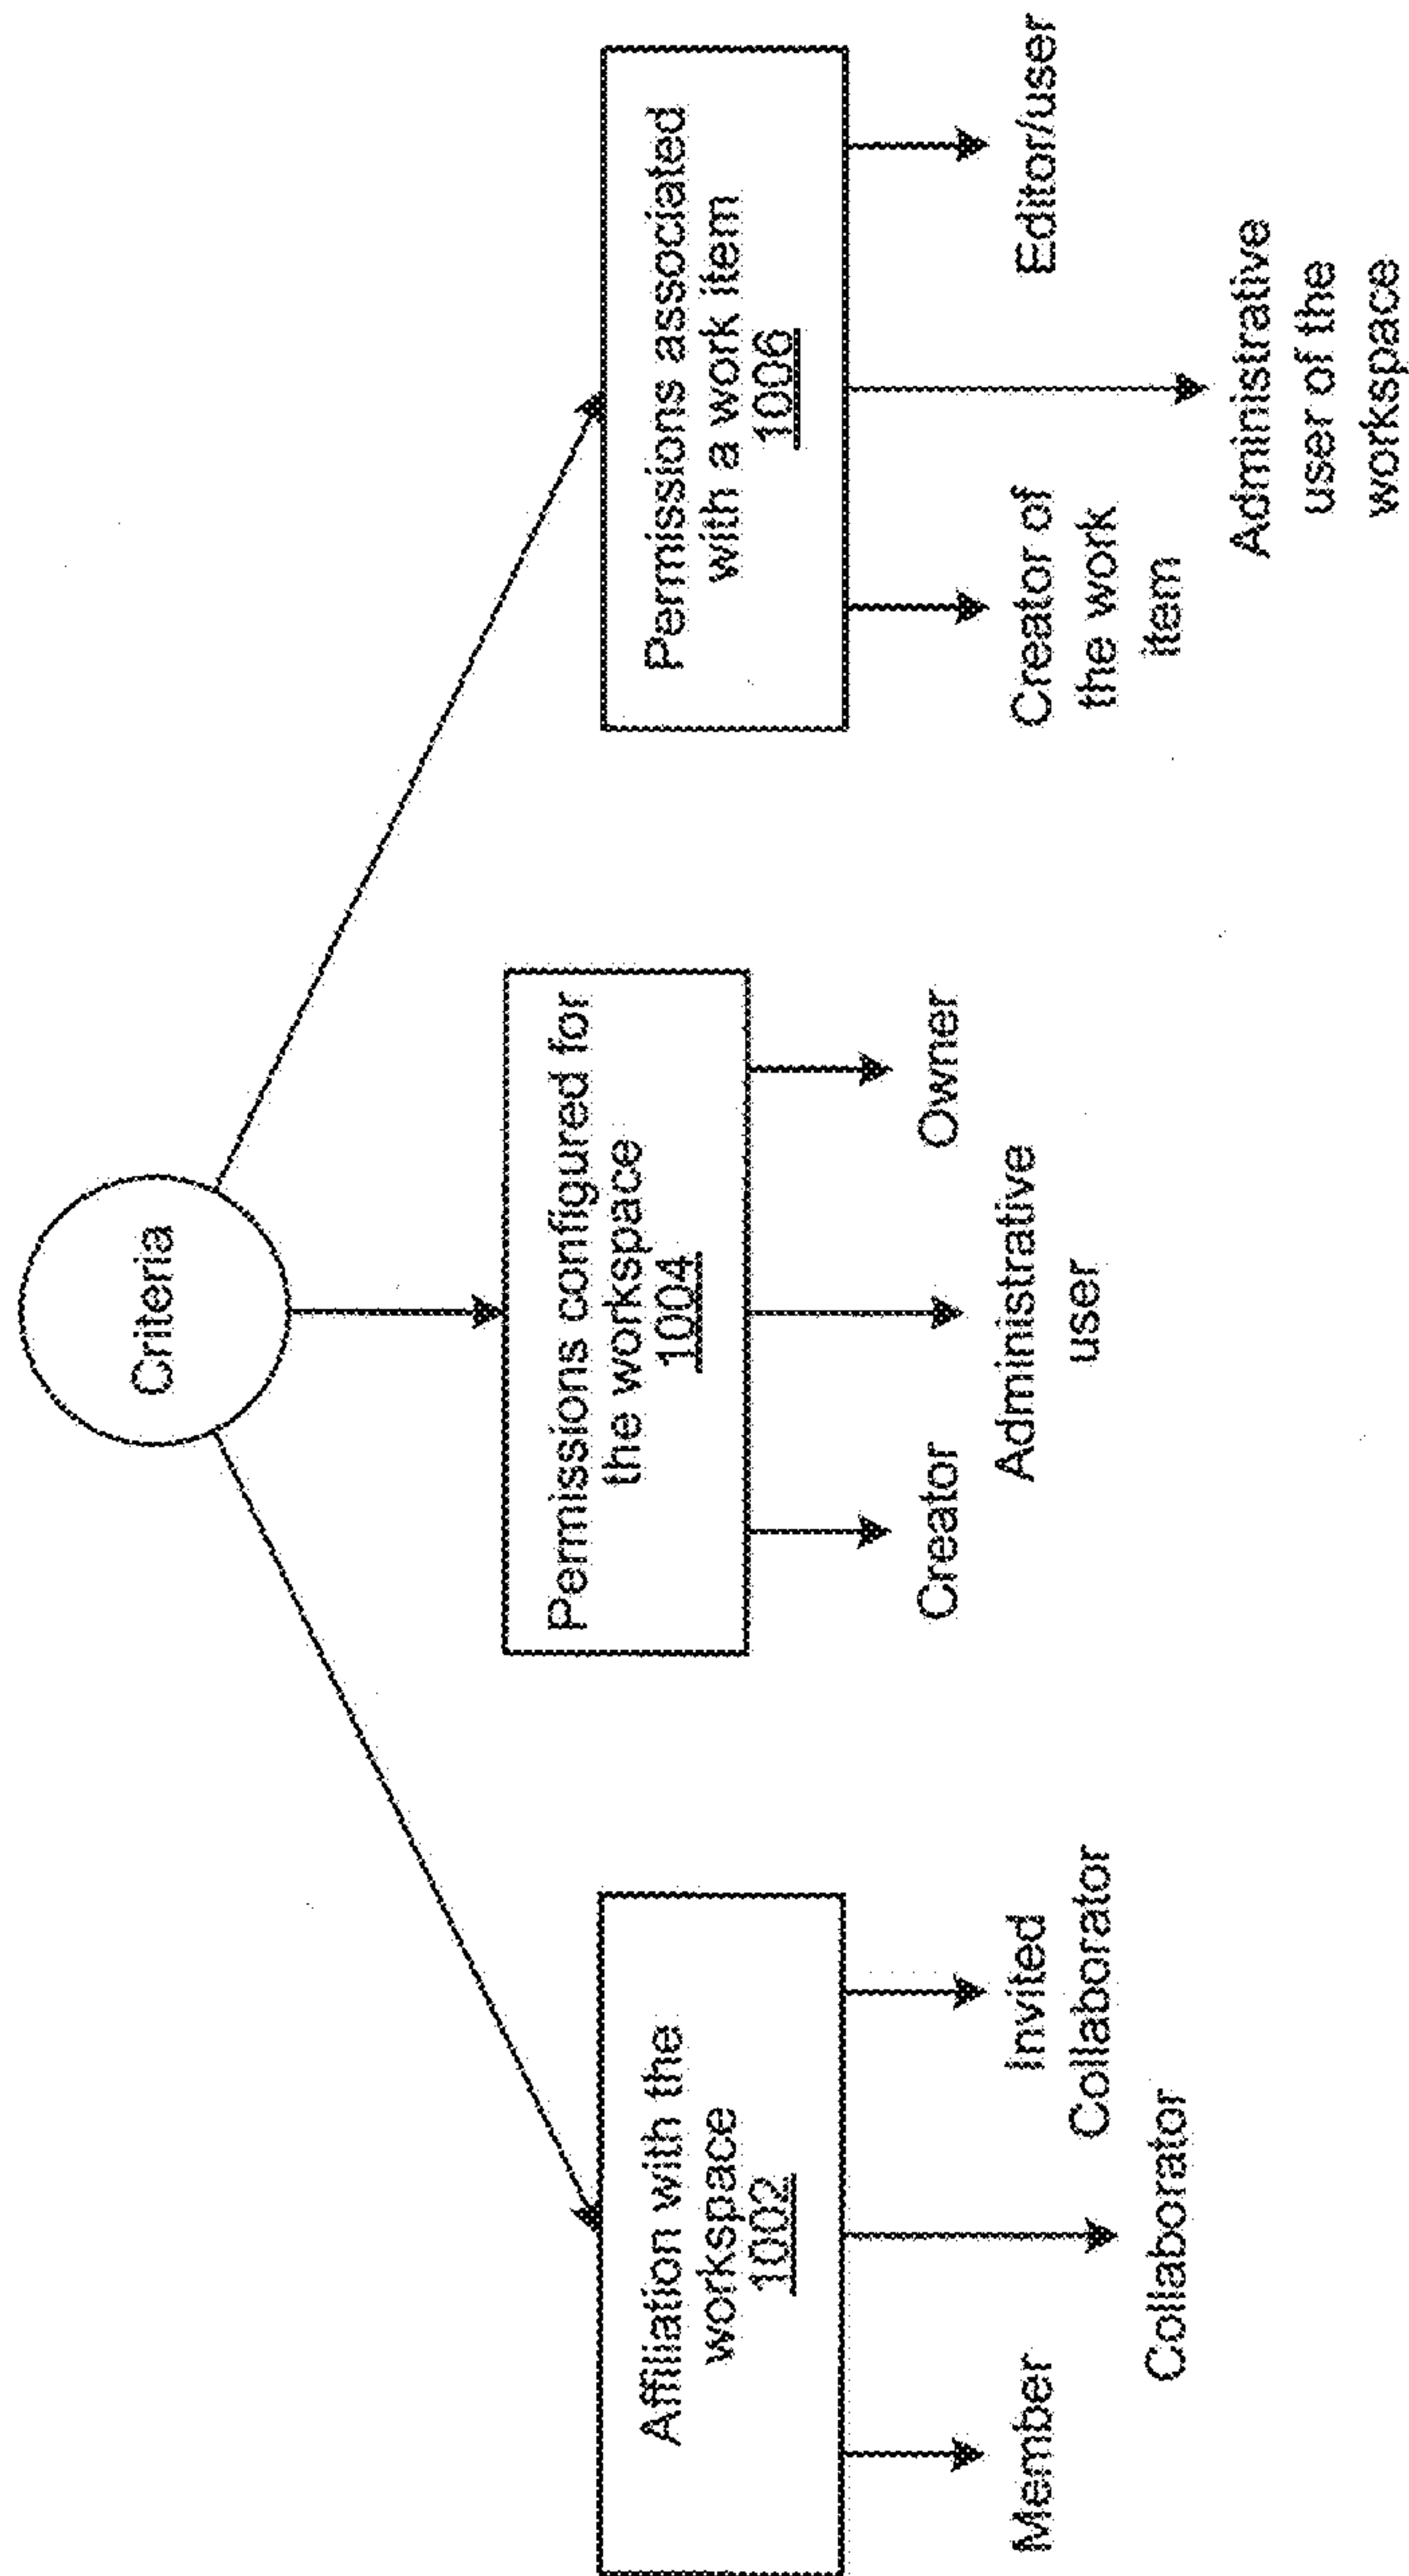 Criteria
Affiliation with the
workspace
1002
Member
Collaborator
Invited
Collaborator
Permissions configured for
the workspace
1004
Creator
Administrative
user
Owner
Permissions associated
with a work item
1006
Creator of
the work
item
Administrative
user of the
workspace
Editor/user